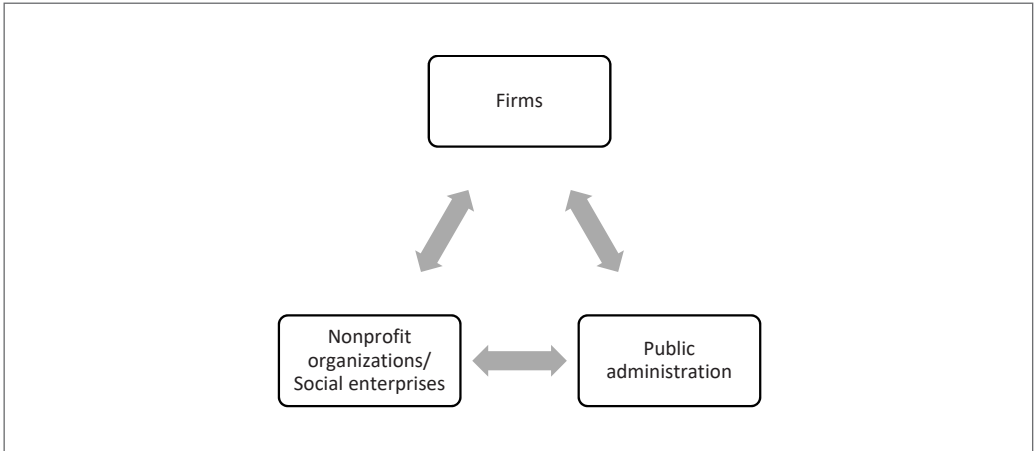 Firms
Nonprofit
organizations/
Social enterprises
Public
administration